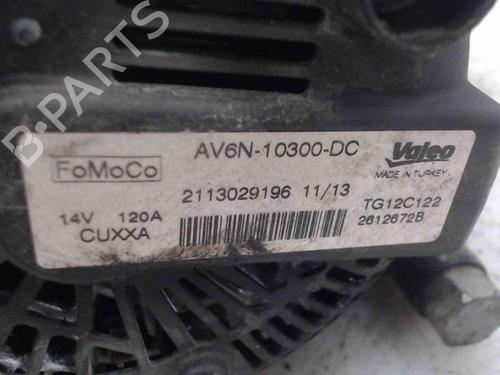 B-PARTS
AV6N-10300-DC
Valeo
FoMoCo
MADE IN TURKEY
2113029196 11/13
TG12C122
14V 120A
2612672B
CUXXA